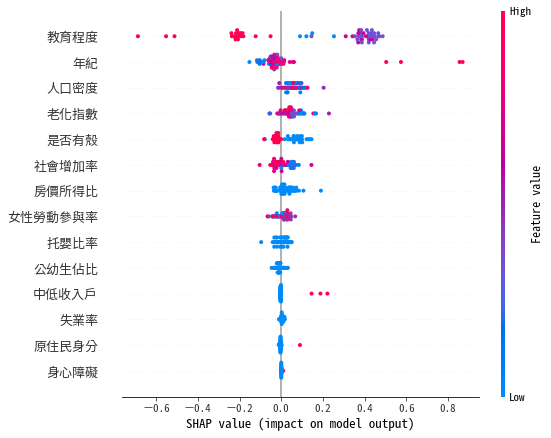 High
教育程度
年紀
人口密度
老化指數
是否有殼
社會增加率
房價所得比
女性勞動參與率
托嬰比率
公幼生佔比
中低收入戶
失業率
原住民身分
身心障礙
Feature value
Low
−0.6 −0.4 −0.2 0.0 0.2 0.4 0.6 0.8
SHAP value (impact on model output)